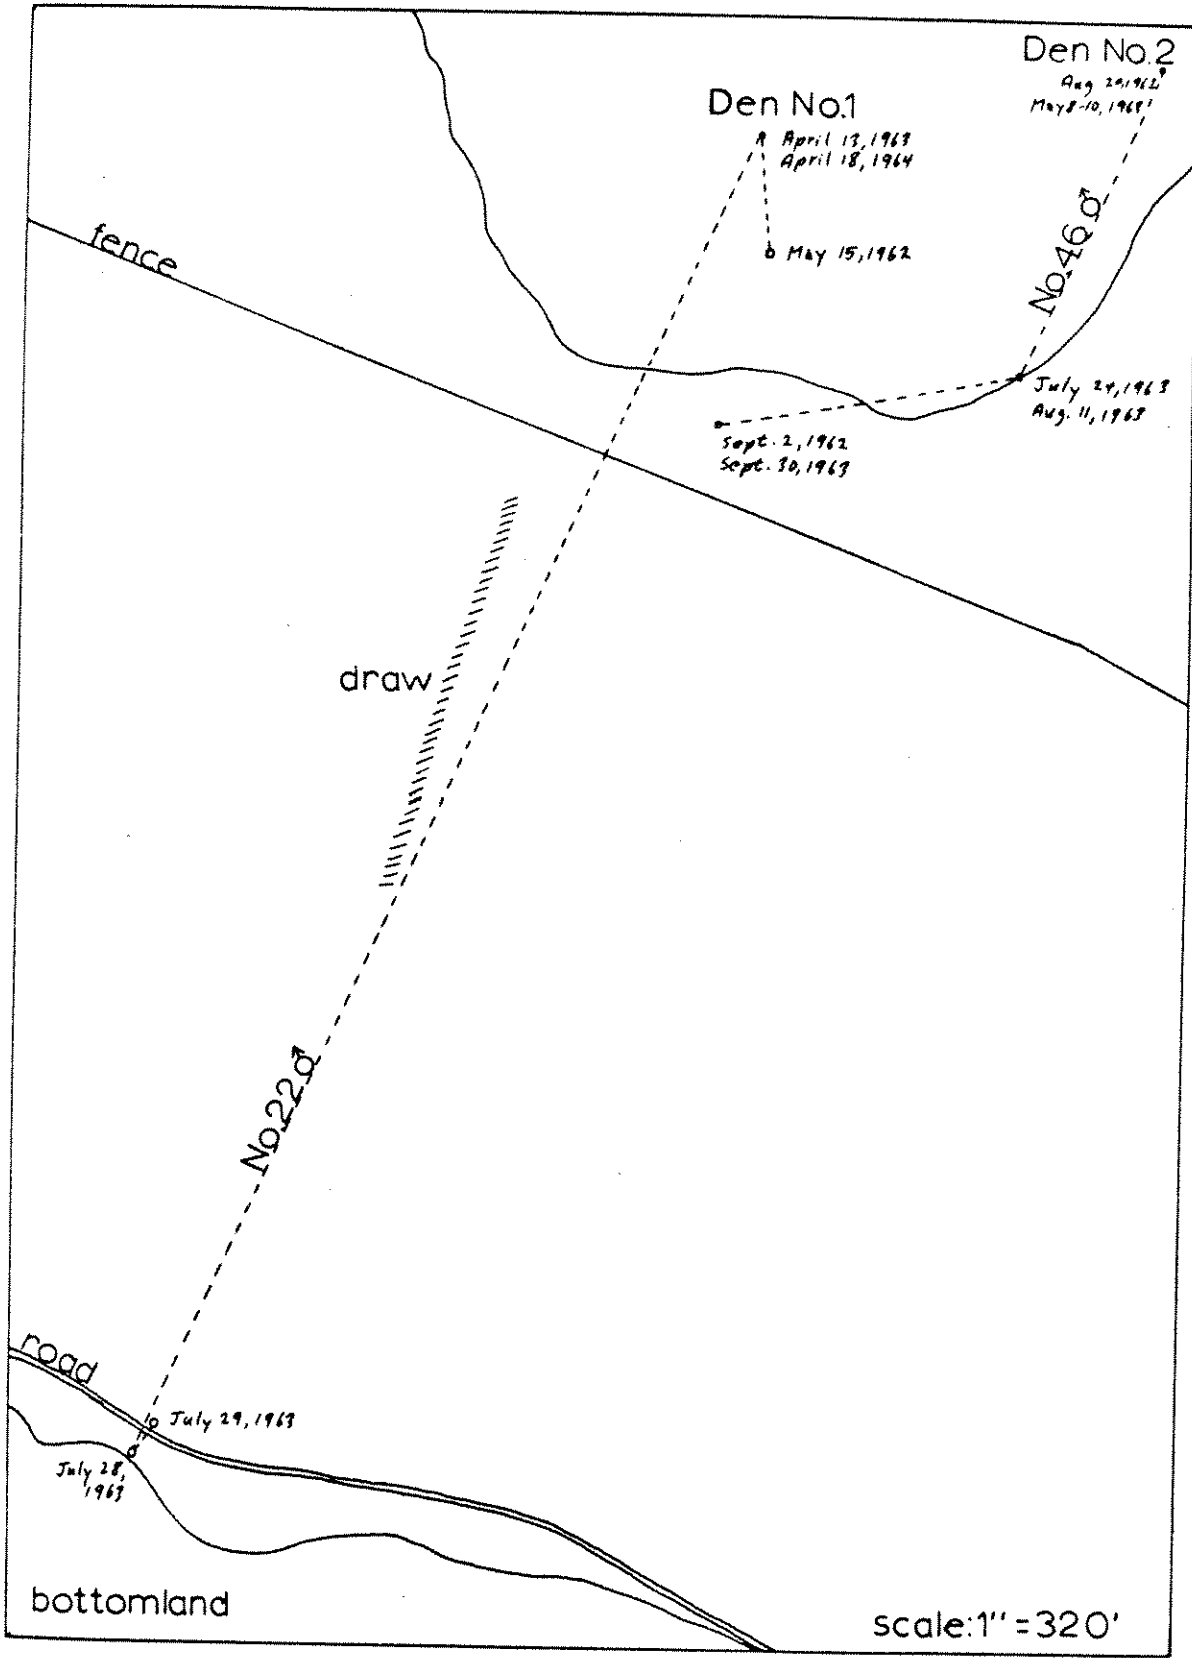 Den No.2
Aug 29, 1962
May 8-10, 1968
Den No.1
April 13, 1963
April 18, 1964
No.46 ♂
fence
May 15, 1962
July 24, 1963
Aug. 11, 1963
Sept. 2, 1962
Sept. 30, 1963
draw
No.22 ♂
road
July 29, 1963
July 28,
1963
bottomland
scale: 1'' = 320'